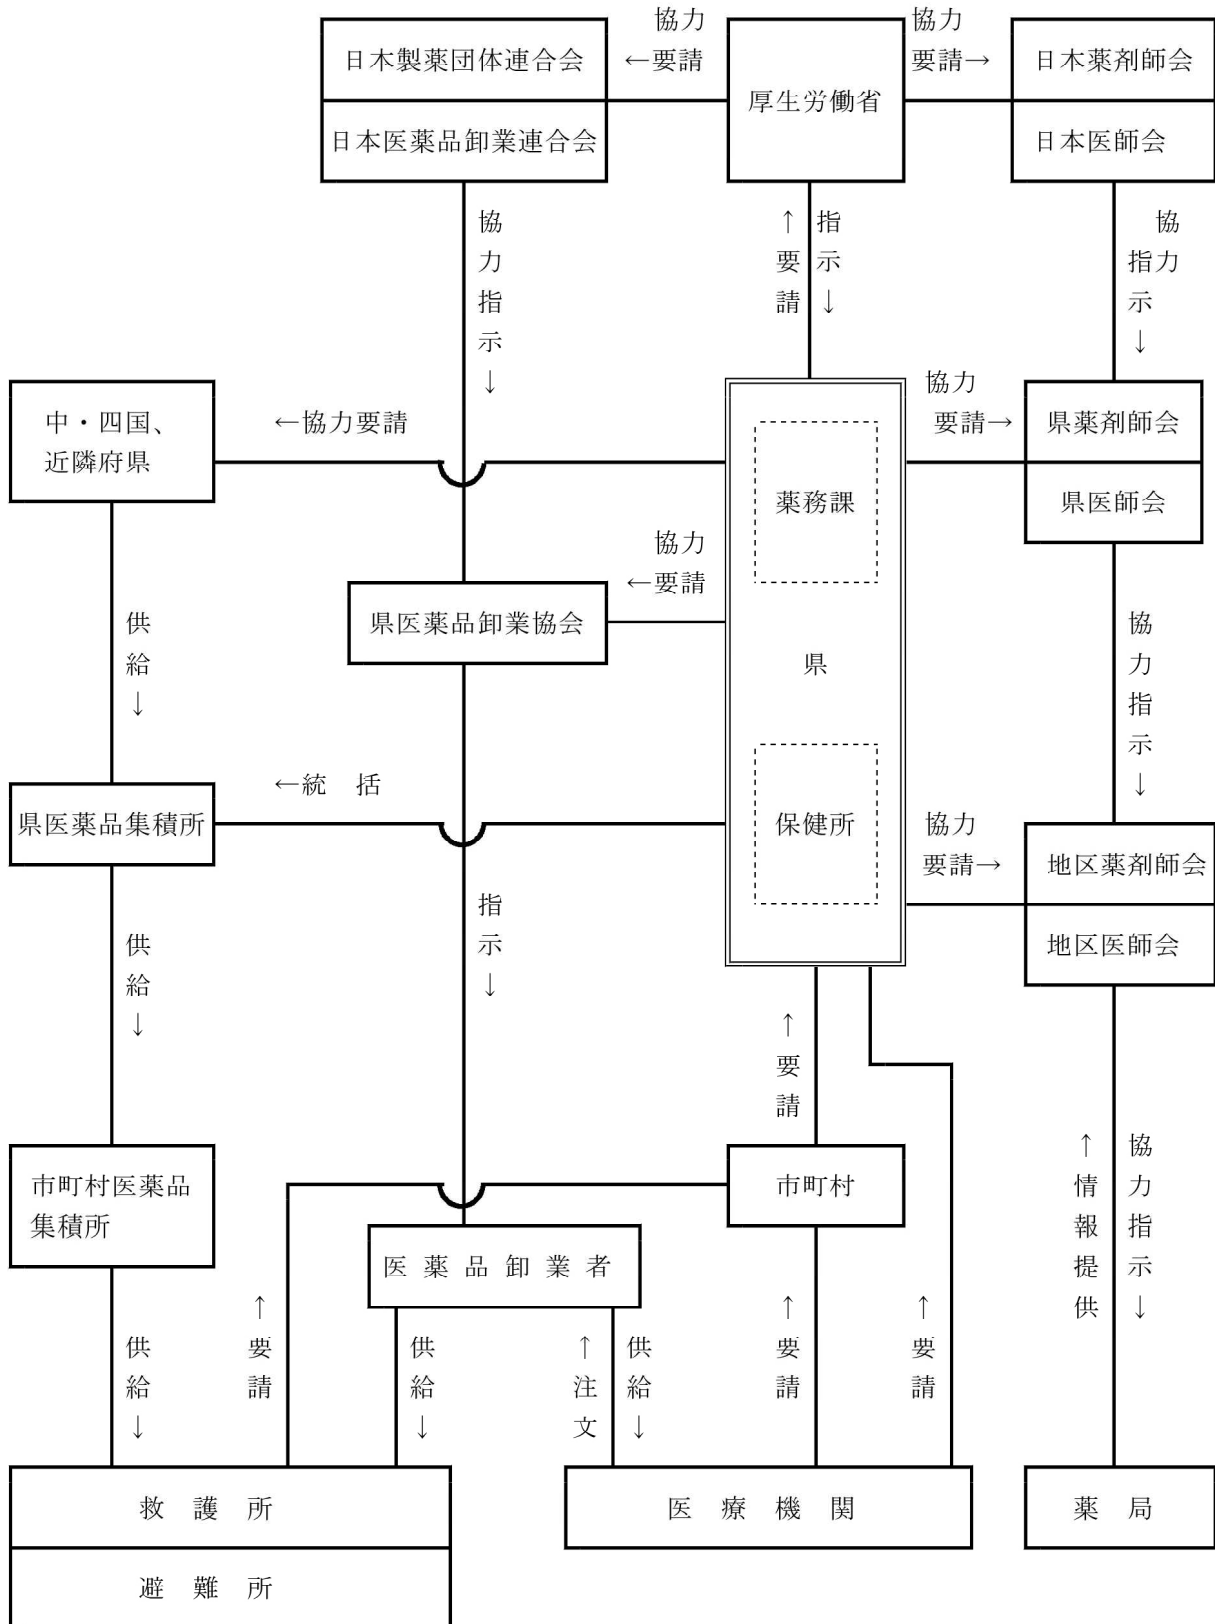 日本製薬団体連合会
日本医薬品卸業連合会
協力
←要請
厚生労働省
協力
要請→
日本薬剤師会
日本医師会
協力指示↓
↑要請
指示↓
協力
指示↓
中・四国、
近隣府県
←協力要請
薬務課
県
保健所
協力
要請→
県薬剤師会
県医師会
協力
←要請
県医薬品卸業協会
供給↓
協力指示↓
県医薬品集積所
←統 括
協力
要請→
地区薬剤師会
地区医師会
供給↓
指示↓
↑要請
市町村医薬品
集積所
市町村
医薬品卸業者
↑情報提供
協力指示↓
供給↓
↑要請
供給↓
↑注文
供給↓
↑要請
↑要請
救護所
避難所
医療機関
薬局